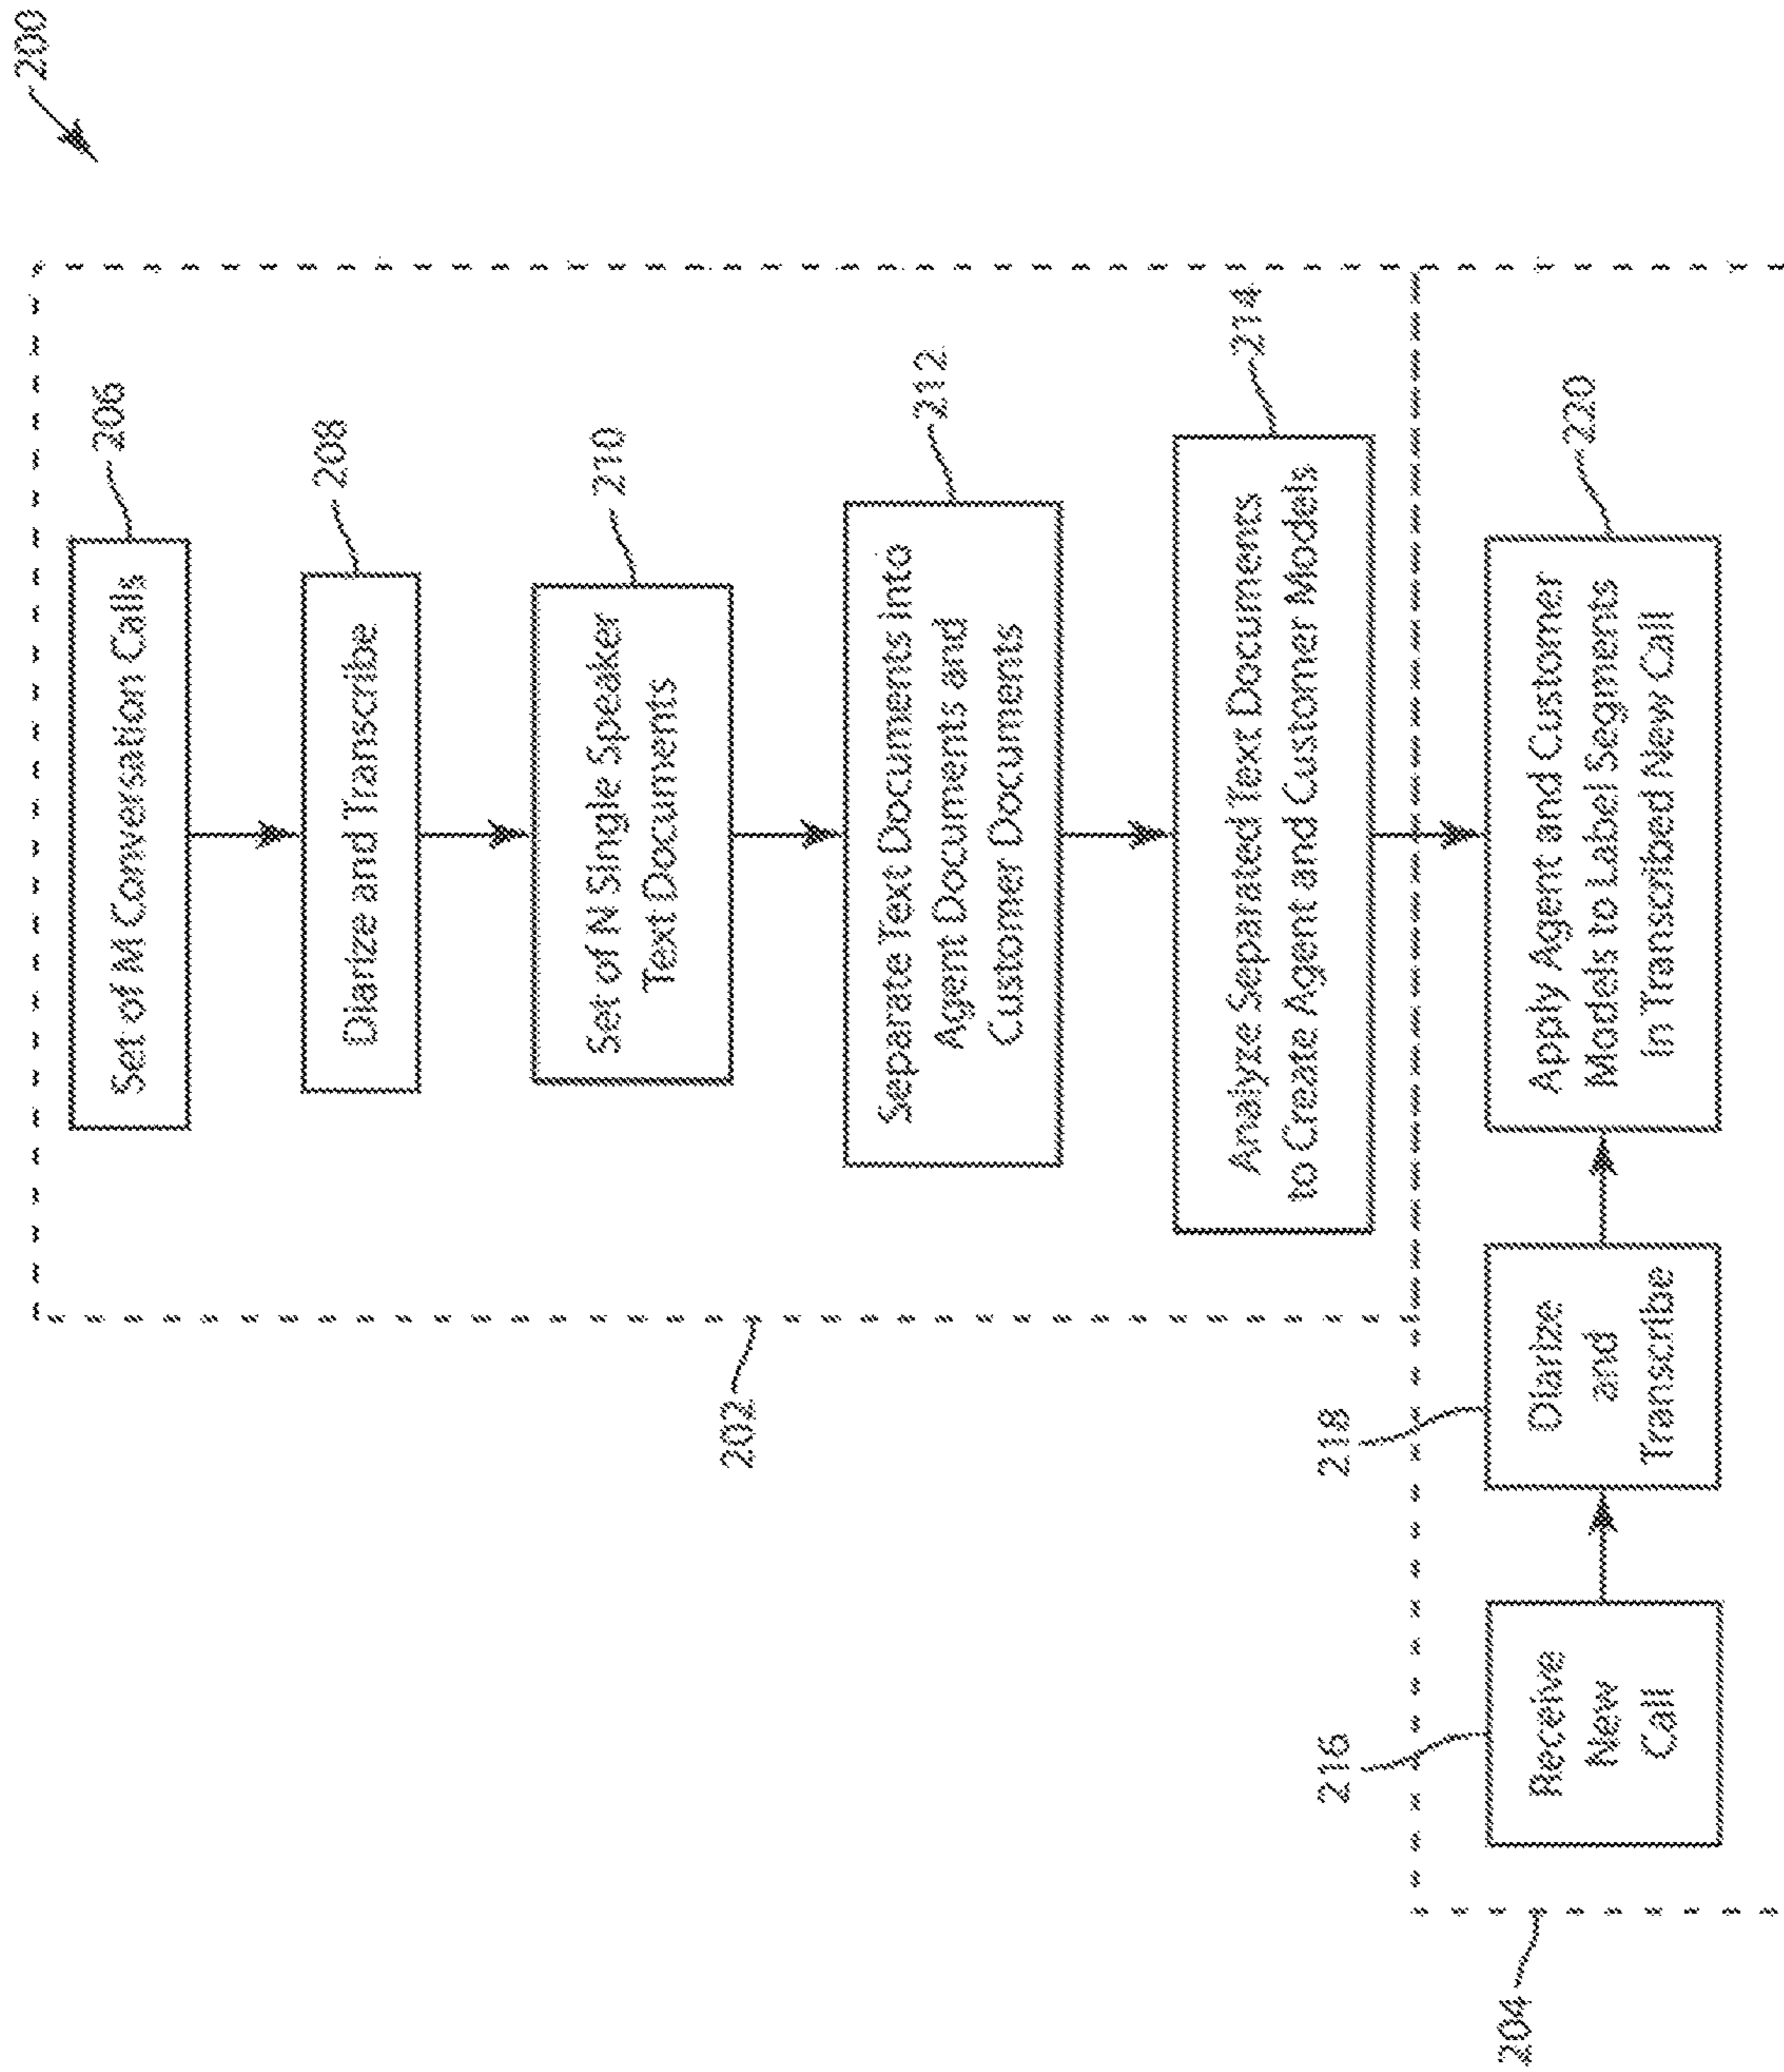 200
Set of M Conversation Calls
206
Diarize and Transcribe
208
Set of N Single Speaker
Text Documents
210
Separate Text Documents into
Agent Documents and
Customer Documents
212
Analyze Separated Text Documents
to Create Agent and Customer Models
214
202
216
Receive
New
Call
218
Diarize
and
Transcribe
Apply Agent and Customer
Models to Label Segments
in Transcribed New Call
220
204